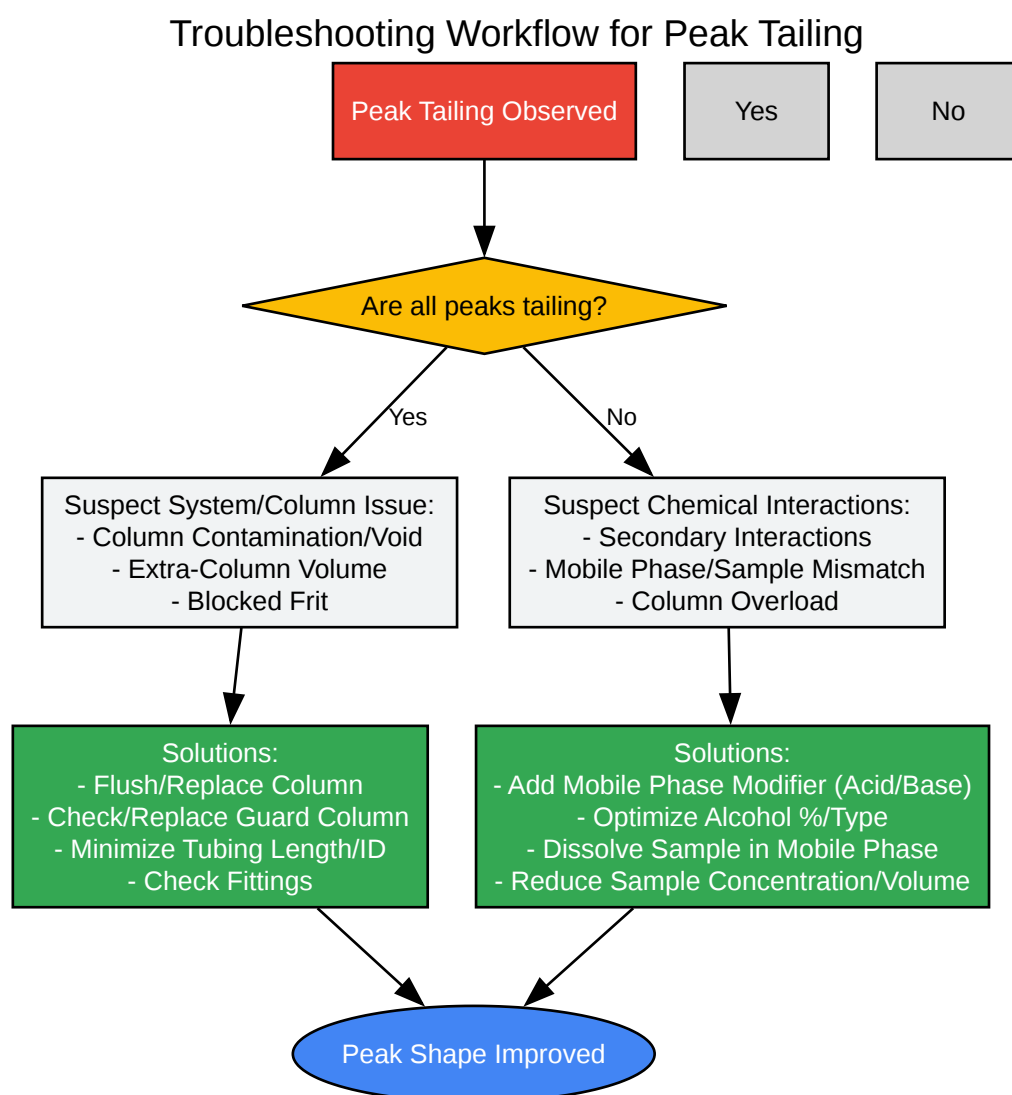 Troubleshooting Workflow for Peak Tailing
Peak Tailing Observed
Yes
No
Are all peaks tailing?
Yes
No
Suspect System/Column Issue:
- Column Contamination/Void
- Extra-Column Volume
- Blocked Frit
Suspect Chemical Interactions:
- Secondary Interactions
- Mobile Phase/Sample Mismatch
- Column Overload
Solutions:
- Flush/Replace Column
- Check/Replace Guard Column
- Minimize Tubing Length/ID
- Check Fittings
Solutions:
- Add Mobile Phase Modifier (Acid/Base)
- Optimize Alcohol %/Type
- Dissolve Sample in Mobile Phase
- Reduce Sample Concentration/Volume
Peak Shape Improved